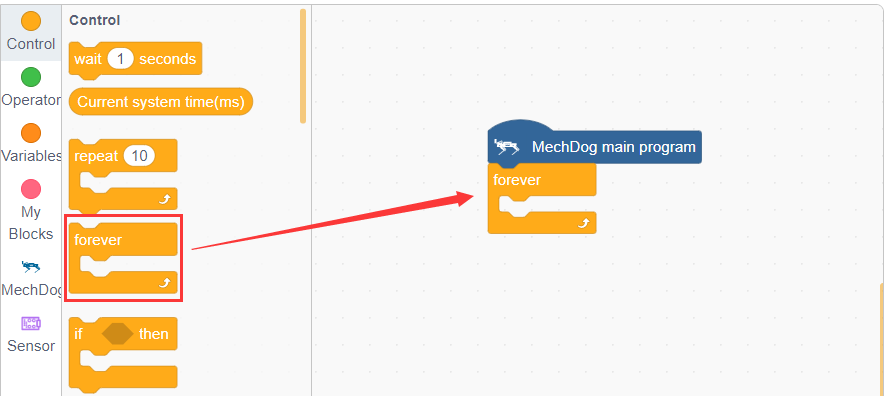 Control
Operator
Variables
My
Blocks
MechDog
Sensor
Control
wait 1 seconds
Current system time(ms)
repeat 10
forever
if then
MechDog main program
forever